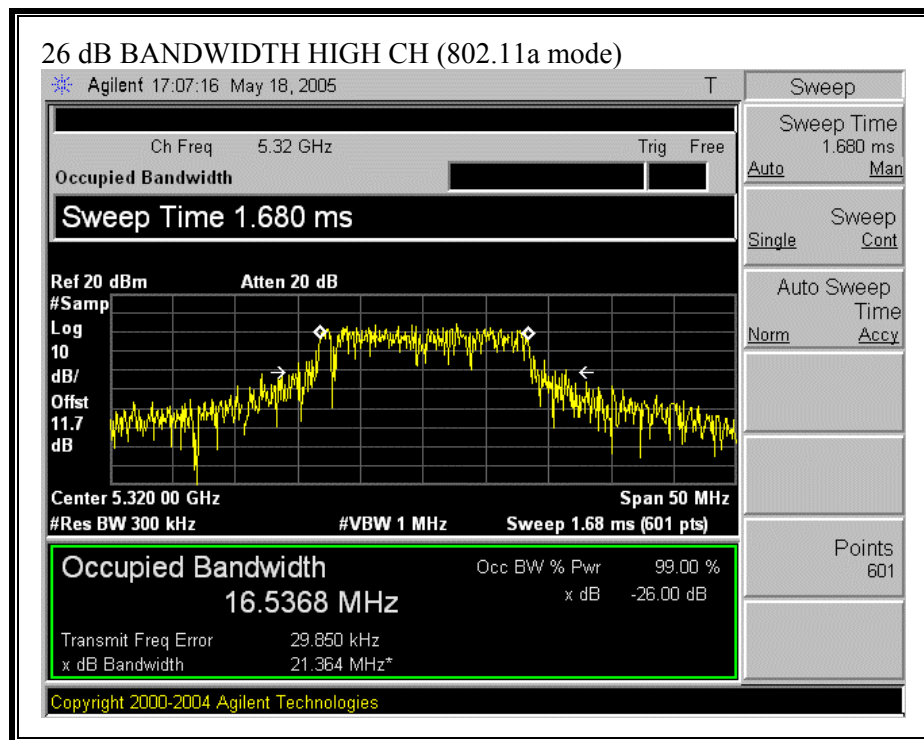 26 dB BANDWIDTH HIGH CH (802.11a mode)
Agilent 17:07:16 May 18, 2005 T
Ch Freq 5.32 GHz Trig Free
Occupied Bandwidth
Sweep Time 1.680 ms
Ref 20 dBm Atten 20 dB
#Samp
Log
10
dB/
Offst
11.7
dB
Center 5.320 00 GHz Span 50 MHz
#Res BW 300 kHz #VBW 1 MHz Sweep 1.68 ms (601 pts)
Occupied Bandwidth Occ BW % Pwr 99.00 %
16.5368 MHz x dB -26.00 dB
Transmit Freq Error 29.850 kHz
x dB Bandwidth 21.364 MHz*
Copyright 2000-2004 Agilent Technologies
Sweep
Sweep Time
1.680 ms
Auto Man
Sweep
Single Cont
Auto Sweep
Time
Norm Accy
Points
601